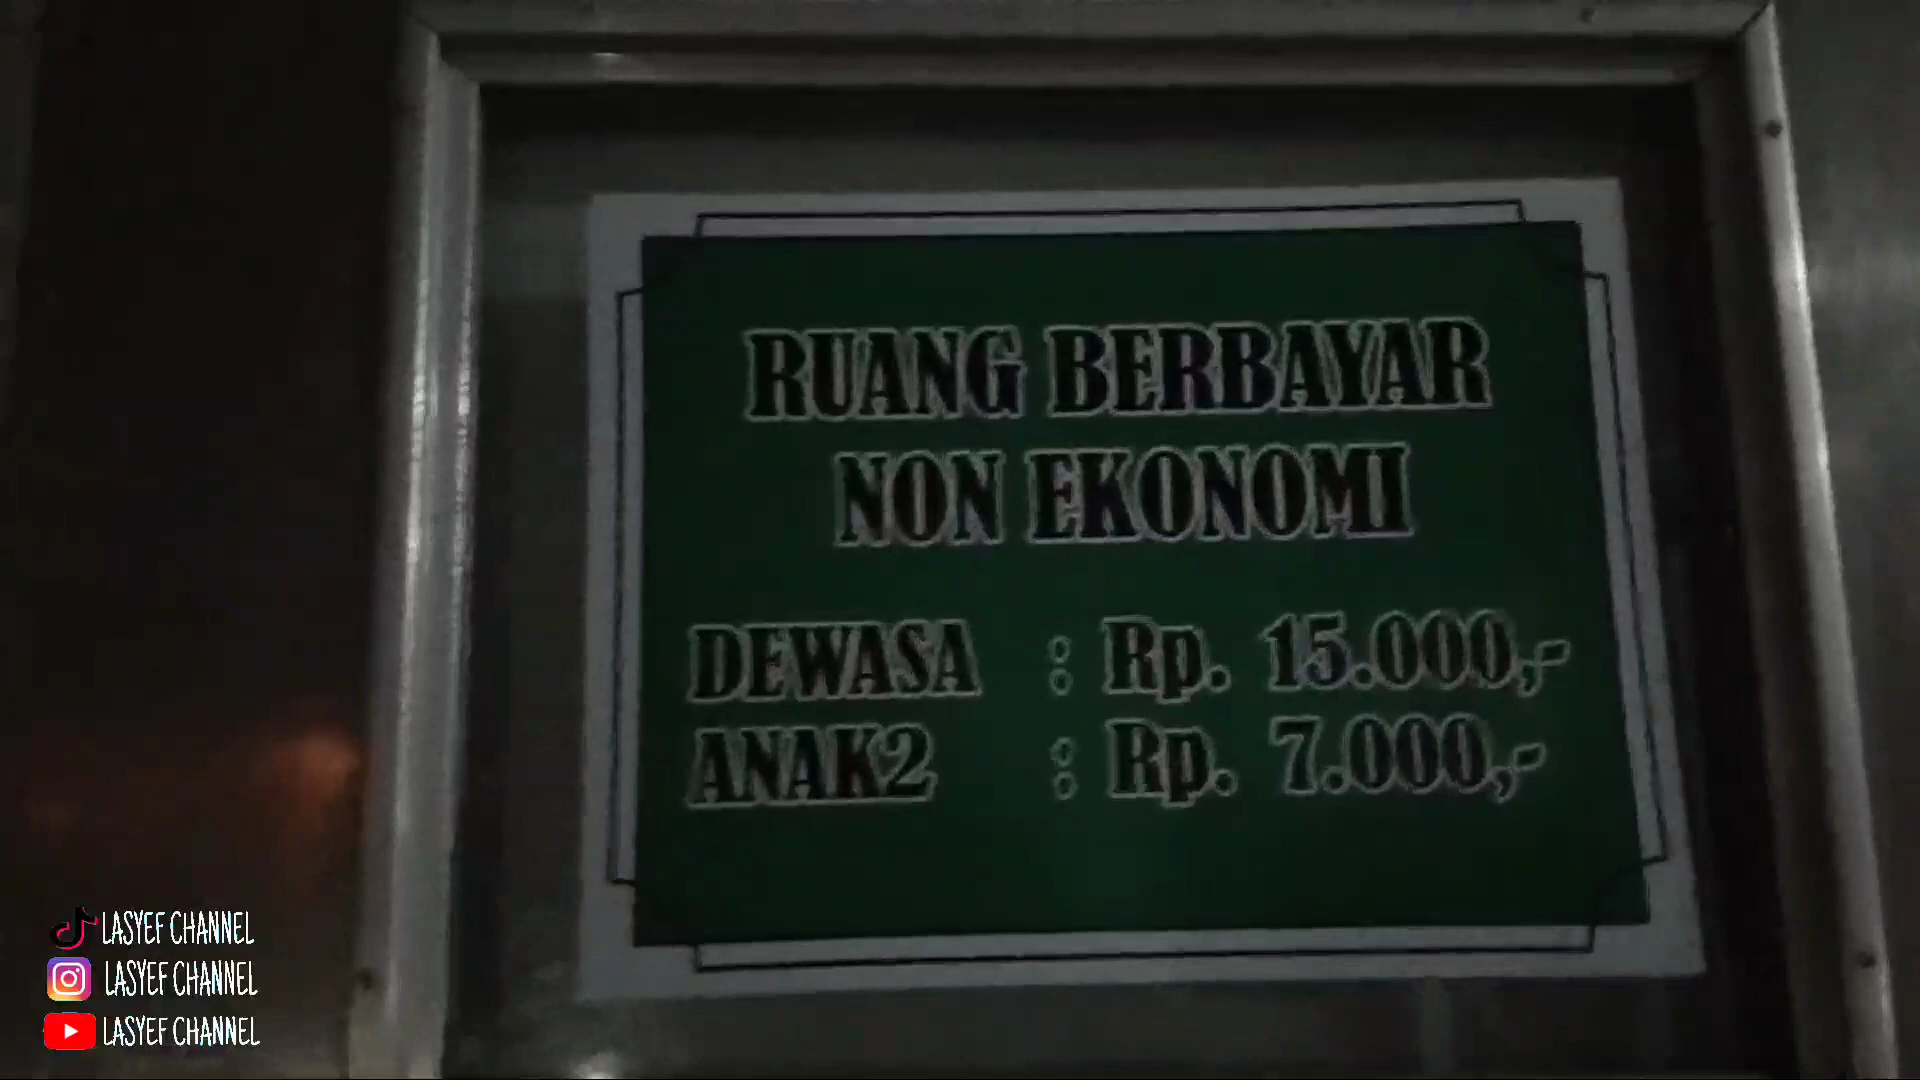 RUANG BERBAYAR
NON EKONOMI
DEWASA : Rp. 15.000,-
ANAK2 : Rp. 7.000,-
LASYEF CHANNEL
LASYEF CHANNEL
LASYEF CHANNEL